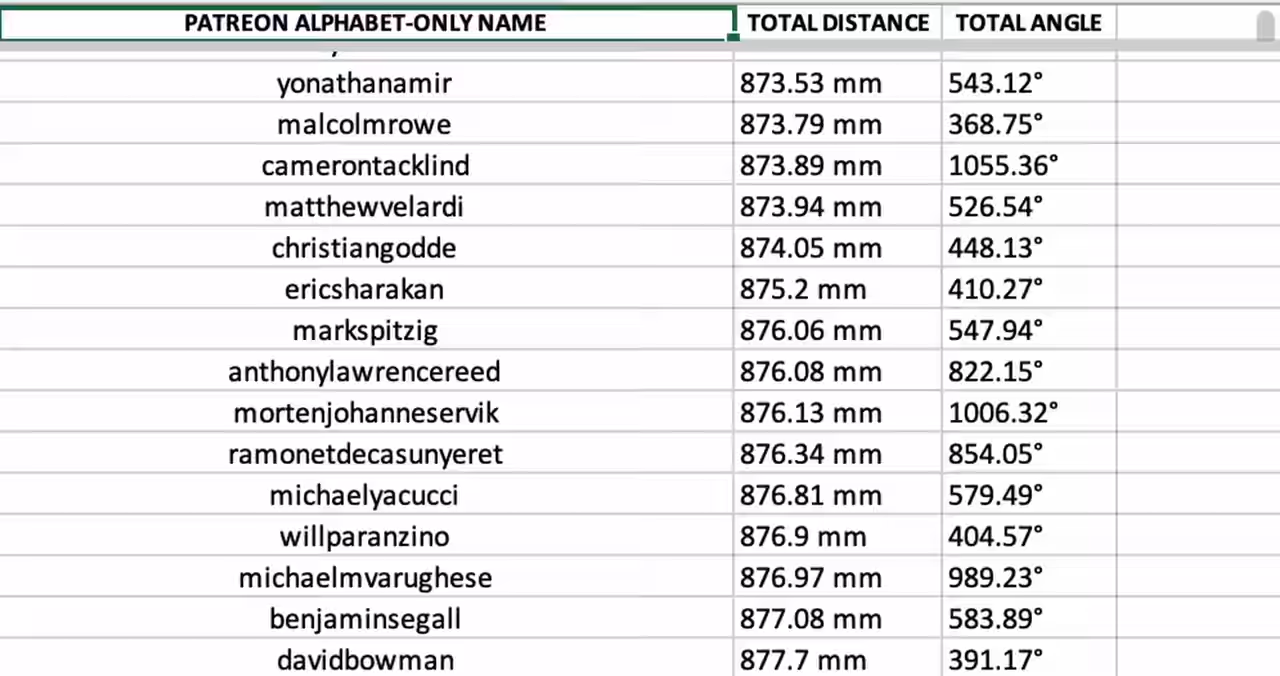 PATREON ALPHABET-ONLY NAME TOTAL DISTANCE TOTAL ANGLE
yonathanamir 873.53 mm 543.12°
malcolmrowe 873.79 mm 368.75°
camerontacklind 873.89 mm 1055.36°
matthewvelardi 873.94 mm 526.54°
christiangodde 874.05 mm 448.13°
ericsharakan 875.2 mm 410.27°
markspitzig 876.06 mm 547.94°
anthonylawrencereed 876.08 mm 822.15°
mortenjohanneservik 876.13 mm 1006.32°
ramonetdecasunyeret 876.34 mm 854.05°
michaelyacucci 876.81 mm 579.49°
willparanzino 876.9 mm 404.57°
michaelmvarughese 876.97 mm 989.23°
benjaminsegall 877.08 mm 583.89°
davidbowman 877.7 mm 391.17°